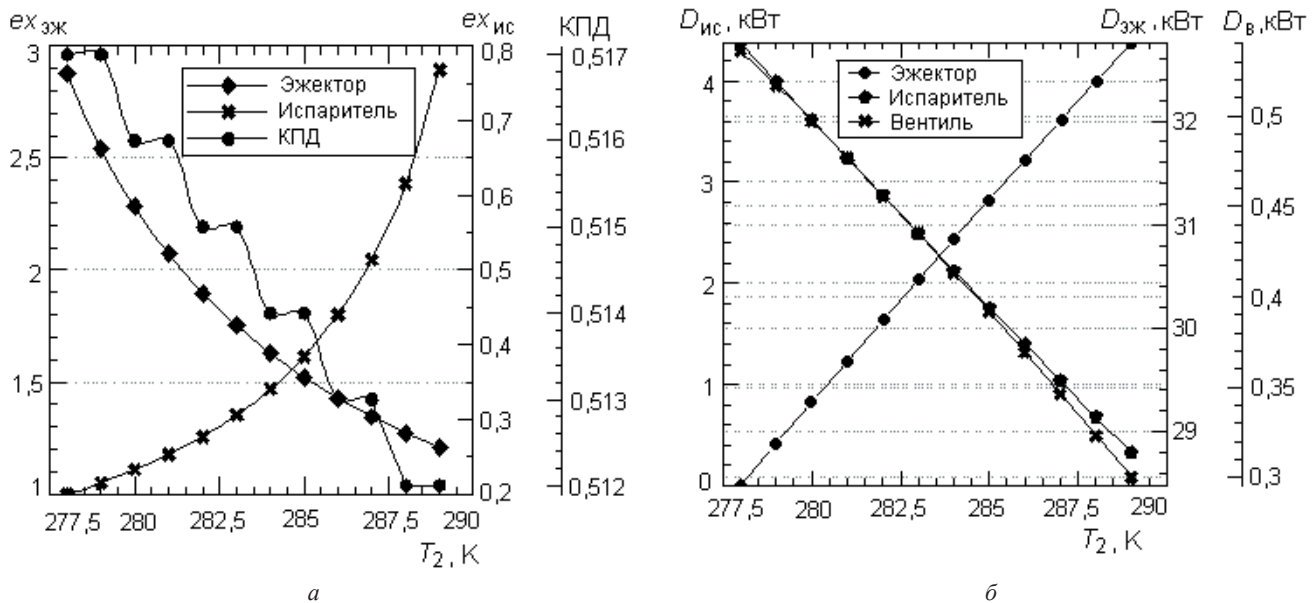 ex эж
ex ис
КПД
3
2,5
2
1,5
1
0,8
0,7
0,6
0,5
0,4
0,3
0,2
0,517
0,516
0,515
0,514
0,513
0,512
Эжектор
Испаритель
КПД
277,5 280 282,5 285 287,5 290
T2, K
а
Dис, кВт
Dэж, кВт
Dв, кВт
4
3
2
1
0
32
31
30
29
0,5
0,45
0,4
0,35
0,3
Эжектор
Испаритель
Вентиль
277,5 280 282,5 285 287,5 290
T2, K
б